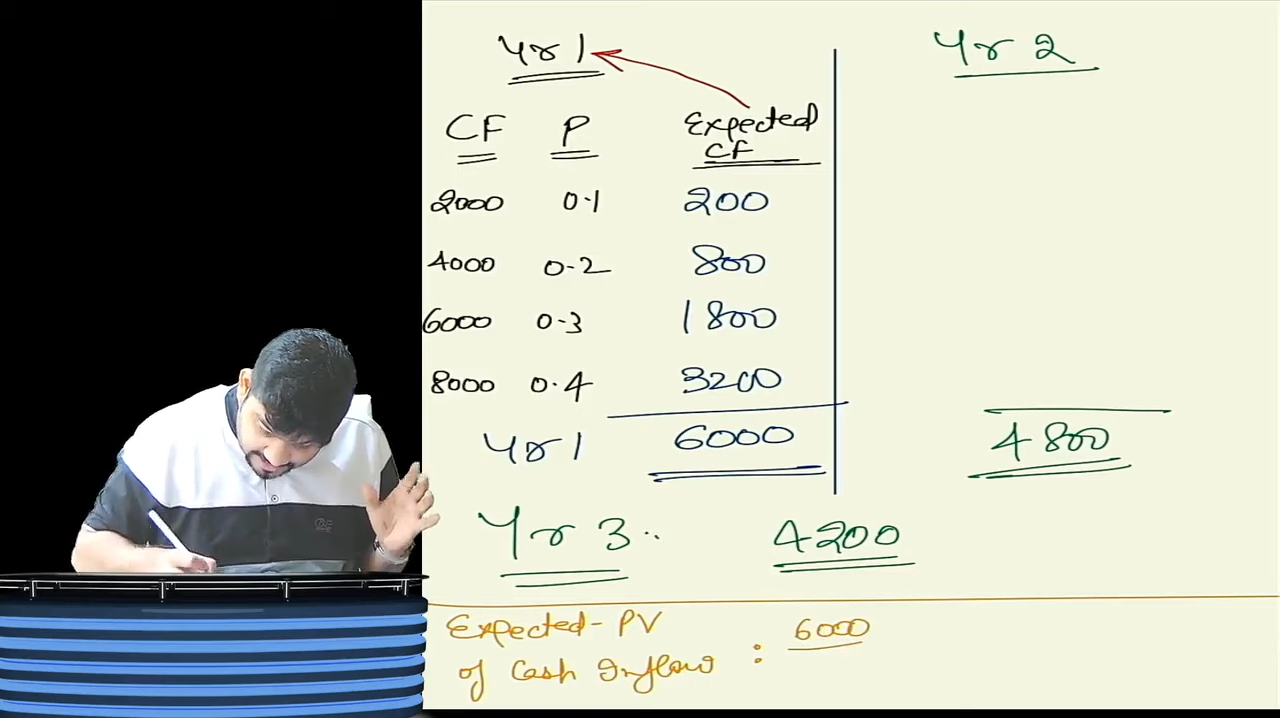 Yr 1
Yr 2
CF P Expected CF
2000 0.1 200
4000 0.2 800
6000 0.3 1800
8000 0.4 3200
Yr 1 6000
4800
Yr 3.. 4200
Expected-PV
of Cash Inflow : 6000